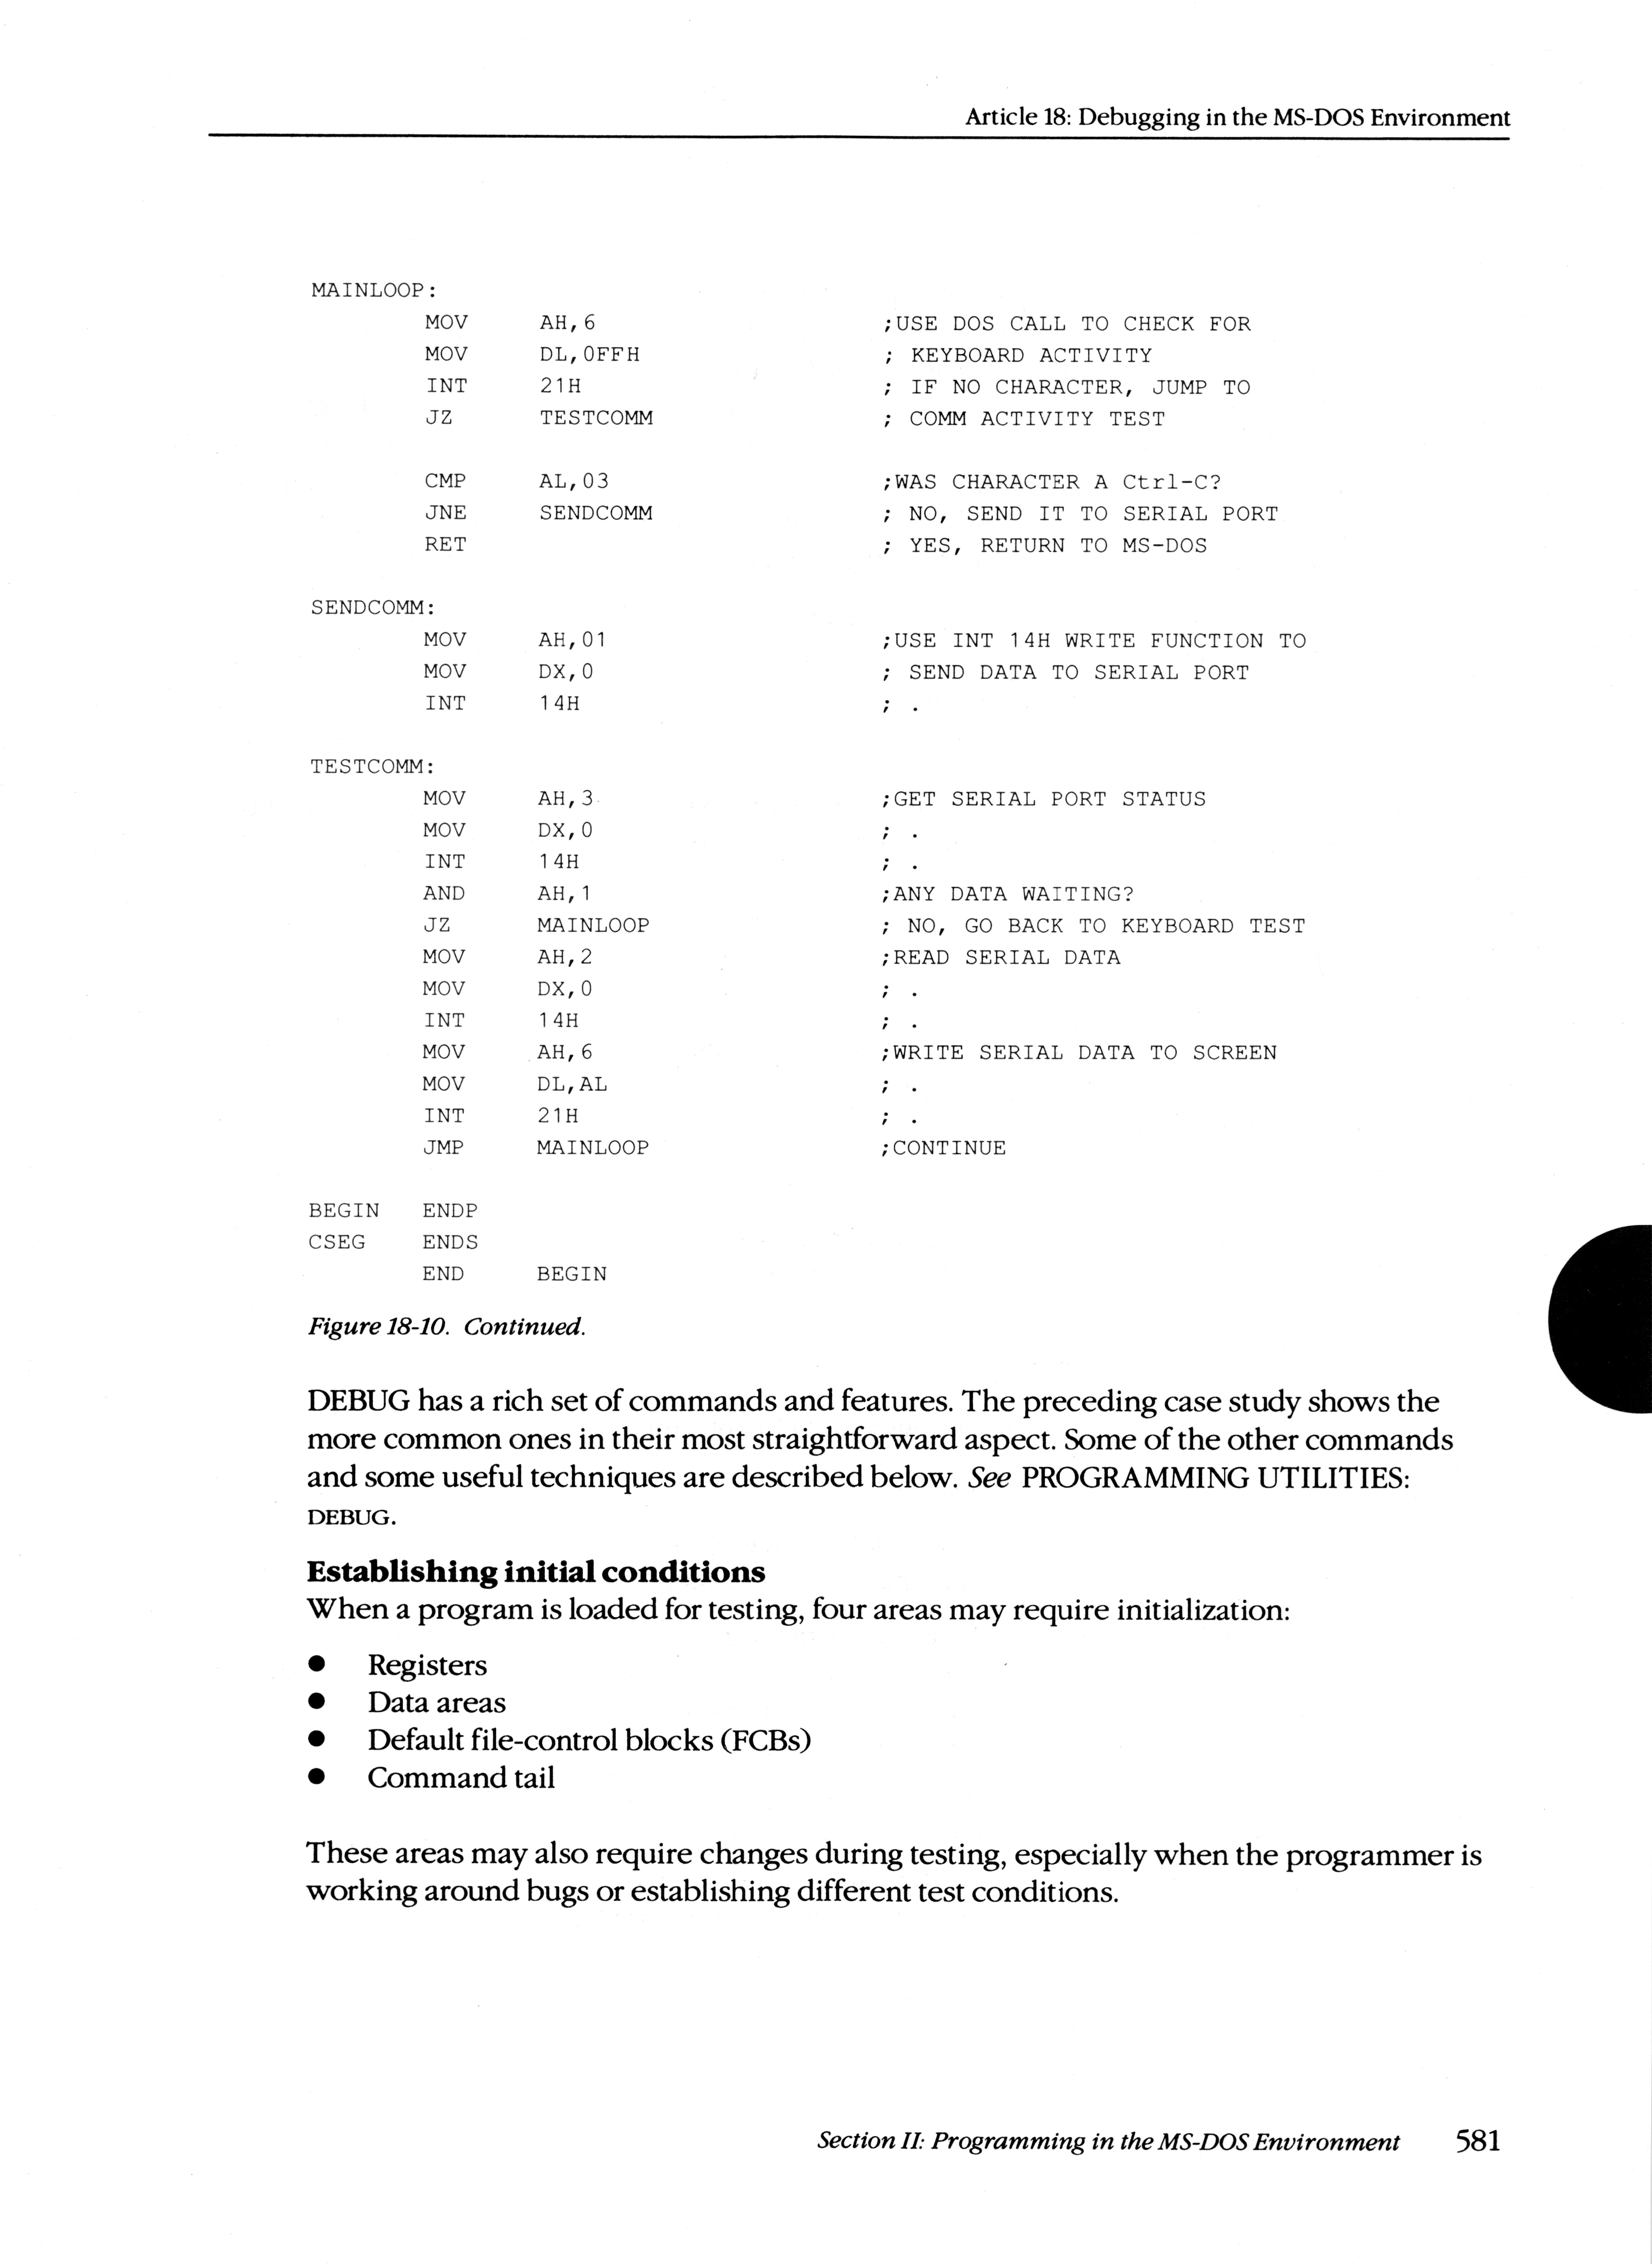 Article 18: Debugging in the MS-DOS Environment
MAINLOOP:
MOV AH,6 ;USE DOS CALL TO CHECK FOR
MOV DL,0FFH ; KEYBOARD ACTIVITY
INT 21H ; IF NO CHARACTER, JUMP TO
JZ TESTCOMM ; COMM ACTIVITY TEST
CMP AL,03 ;WAS CHARACTER A Ctrl-C?
JNE SENDCOMM ; NO, SEND IT TO SERIAL PORT
RET ; YES, RETURN TO MS-DOS
SENDCOMM:
MOV AH,01 ;USE INT 14H WRITE FUNCTION TO
MOV DX,0 ; SEND DATA TO SERIAL PORT
INT 14H ; .
TESTCOMM:
MOV AH,3 ;GET SERIAL PORT STATUS
MOV DX,0 ; .
INT 14H ; .
AND AH,1 ;ANY DATA WAITING?
JZ MAINLOOP ; NO, GO BACK TO KEYBOARD TEST
MOV AH,2 ;READ SERIAL DATA
MOV DX,0 ; .
INT 14H ; .
MOV AH,6 ;WRITE SERIAL DATA TO SCREEN
MOV DL,AL ; .
INT 21H ; .
JMP MAINLOOP ;CONTINUE
BEGIN ENDP
CSEG ENDS
END BEGIN
Figure 18-10. Continued.
DEBUG has a rich set of commands and features. The preceding case study shows the
more common ones in their most straightforward aspect. Some of the other commands
and some useful techniques are described below. See PROGRAMMING UTILITIES:
DEBUG.
Establishing initial conditions
When a program is loaded for testing, four areas may require initialization:
● Registers
● Data areas
● Default file-control blocks (FCBs)
● Command tail
These areas may also require changes during testing, especially when the programmer is
working around bugs or establishing different test conditions.
Section II: Programming in the MS-DOS Environment 581